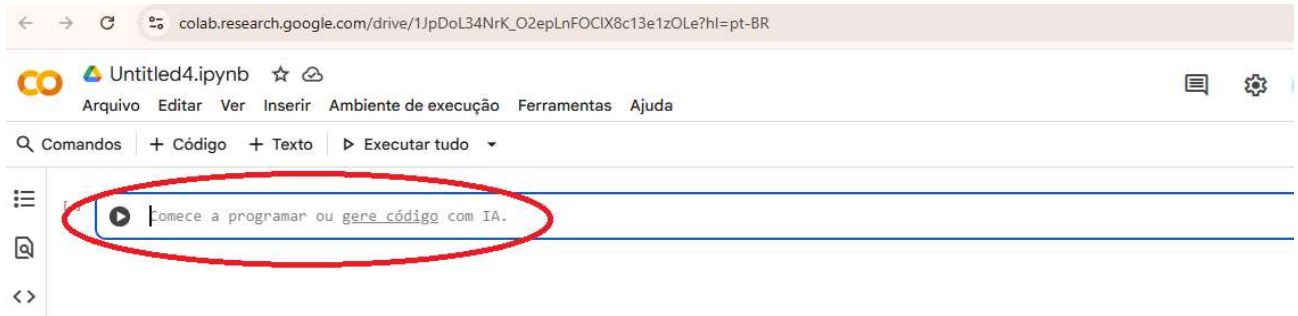 colab.research.google.com/drive/1JpDoL34NrK_O2epLnFOClX8c13e1zOLe?hl=pt-BR
CO Untitled4.ipynb
Arquivo Editar Ver Inserir Ambiente de execução Ferramentas Ajuda
Comandos + Código + Texto Executar tudo
[ ] Comece a programar ou gere código com IA.